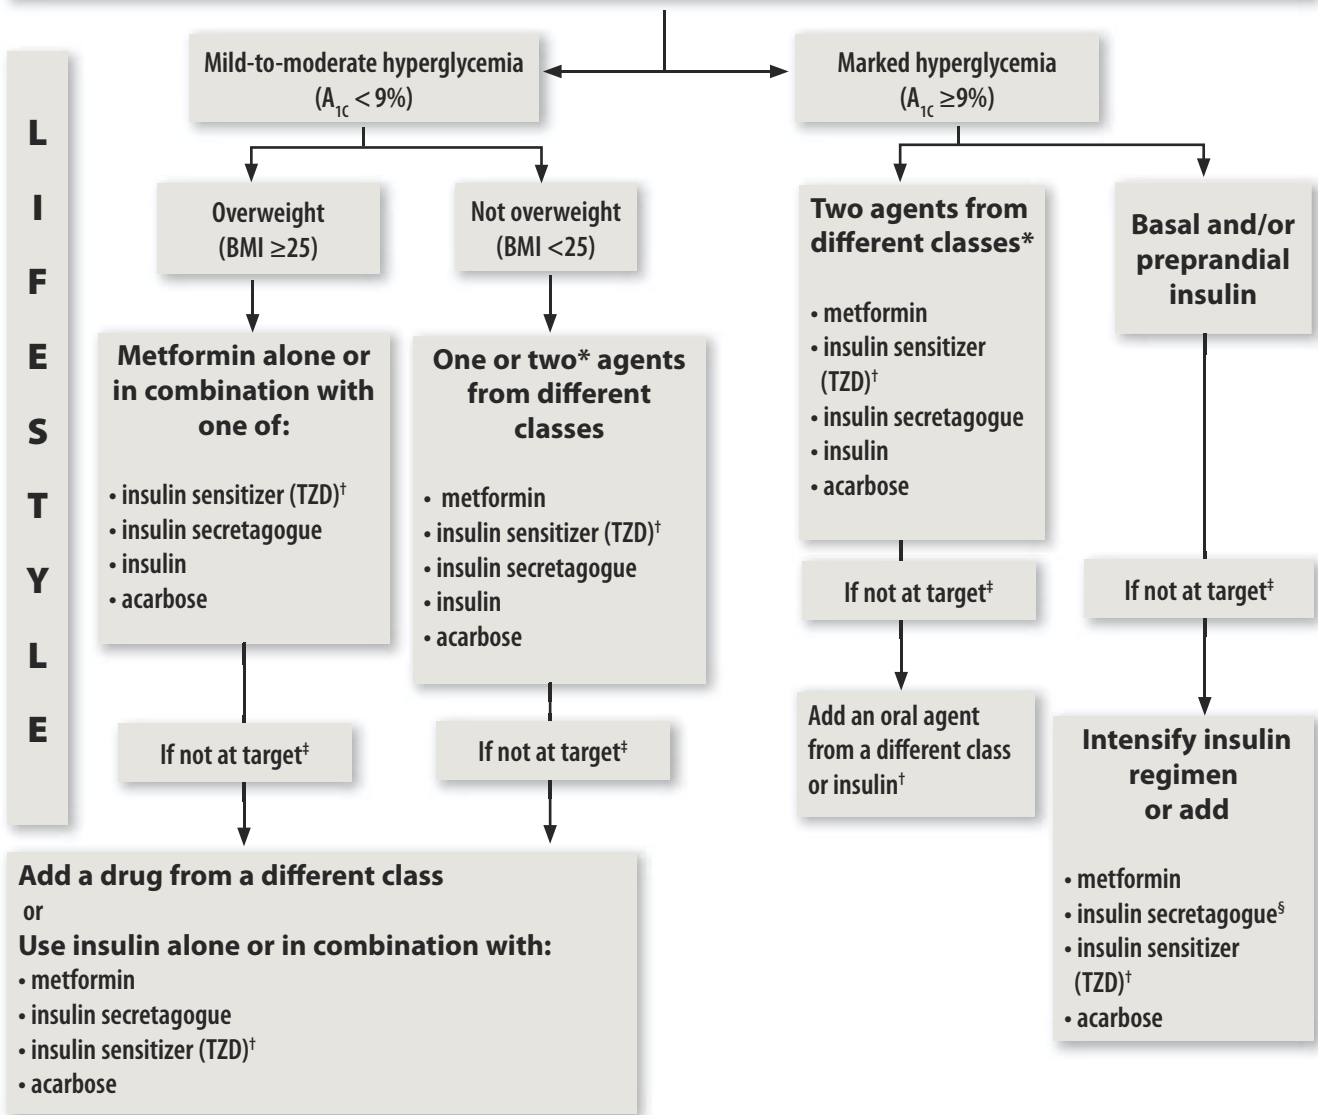 Mild-to-moderate hyperglycemia
(A1C < 9%)
Marked hyperglycemia
(A1C ≥9%)
L
I
F
E
S
T
Y
L
E
Overweight
(BMI ≥25)
Not overweight
(BMI <25)
Two agents from
different classes*
• metformin
• insulin sensitizer
(TZD)†
• insulin secretagogue
• insulin
• acarbose
Basal and/or
preprandial
insulin
Metformin alone or
in combination with
one of:
• insulin sensitizer (TZD)†
• insulin secretagogue
• insulin
• acarbose
One or two* agents
from different
classes
• metformin
• insulin sensitizer (TZD)†
• insulin secretagogue
• insulin
• acarbose
If not at target‡
If not at target‡
If not at target‡
If not at target‡
Add an oral agent
from a different class
or insulin†
Intensify insulin
regimen
or add
• metformin
• insulin secretagogue§
• insulin sensitizer
(TZD)†
• acarbose
Add a drug from a different class
or
Use insulin alone or in combination with:
• metformin
• insulin secretagogue
• insulin sensitizer (TZD)†
• acarbose